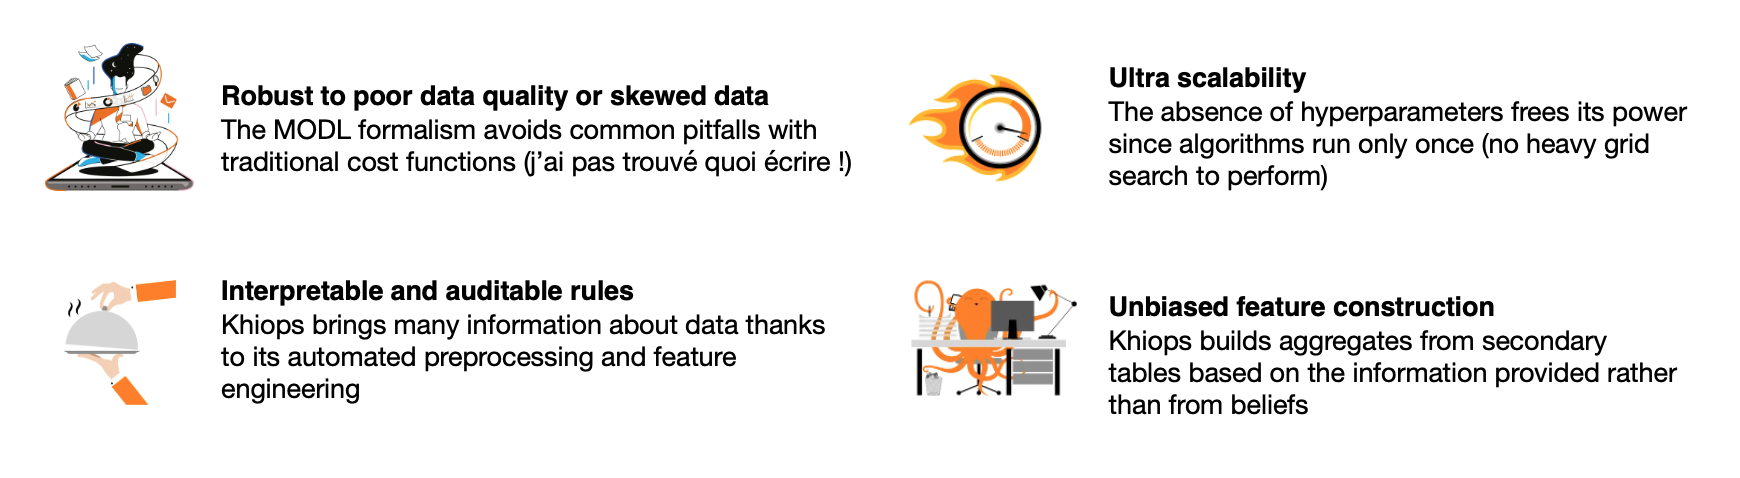 Robust to poor data quality or skewed data
The MODL formalism avoids common pitfalls with
traditional cost functions (j’ai pas trouvé quoi écrire !)
Ultra scalability
The absence of hyperparameters frees its power
since algorithms run only once (no heavy grid
search to perform)
Interpretable and auditable rules
Khiops brings many information about data thanks
to its automated preprocessing and feature
engineering
Unbiased feature construction
Khiops builds aggregates from secondary
tables based on the information provided rather
than from beliefs